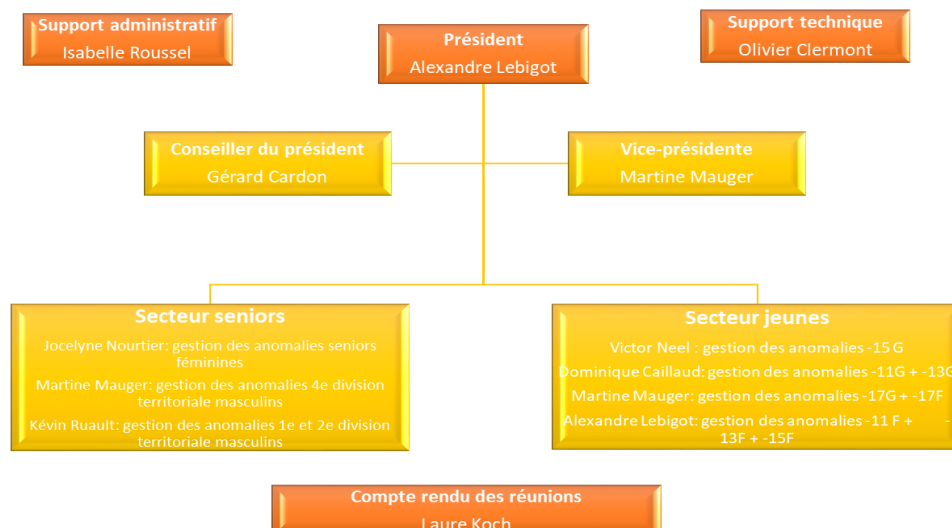 Support administratif
Isabelle Roussel
Président
Alexandre Lebigot
Support technique
Olivier Clermont
Conseiller du président
Gérard Cardon
Vice-présidente
Martine Mauger
Secteur seniors
Jocelyne Nourtier: gestion des anomalies seniors
féminines
Martine Mauger: gestion des anomalies 4e division
territoriale masculins
Kévin Ruault: gestion des anomalies 1e et 2e division
territoriale masculins
Secteur jeunes
Victor Neel : gestion des anomalies -15 G
Dominique Caillaud: gestion des anomalies -11G + -13G
Martine Mauger: gestion des anomalies -17G + -17F
Alexandre Lebigot: gestion des anomalies -11 F + -
13F + -15F
Compte rendu des réunions
Laure Koch